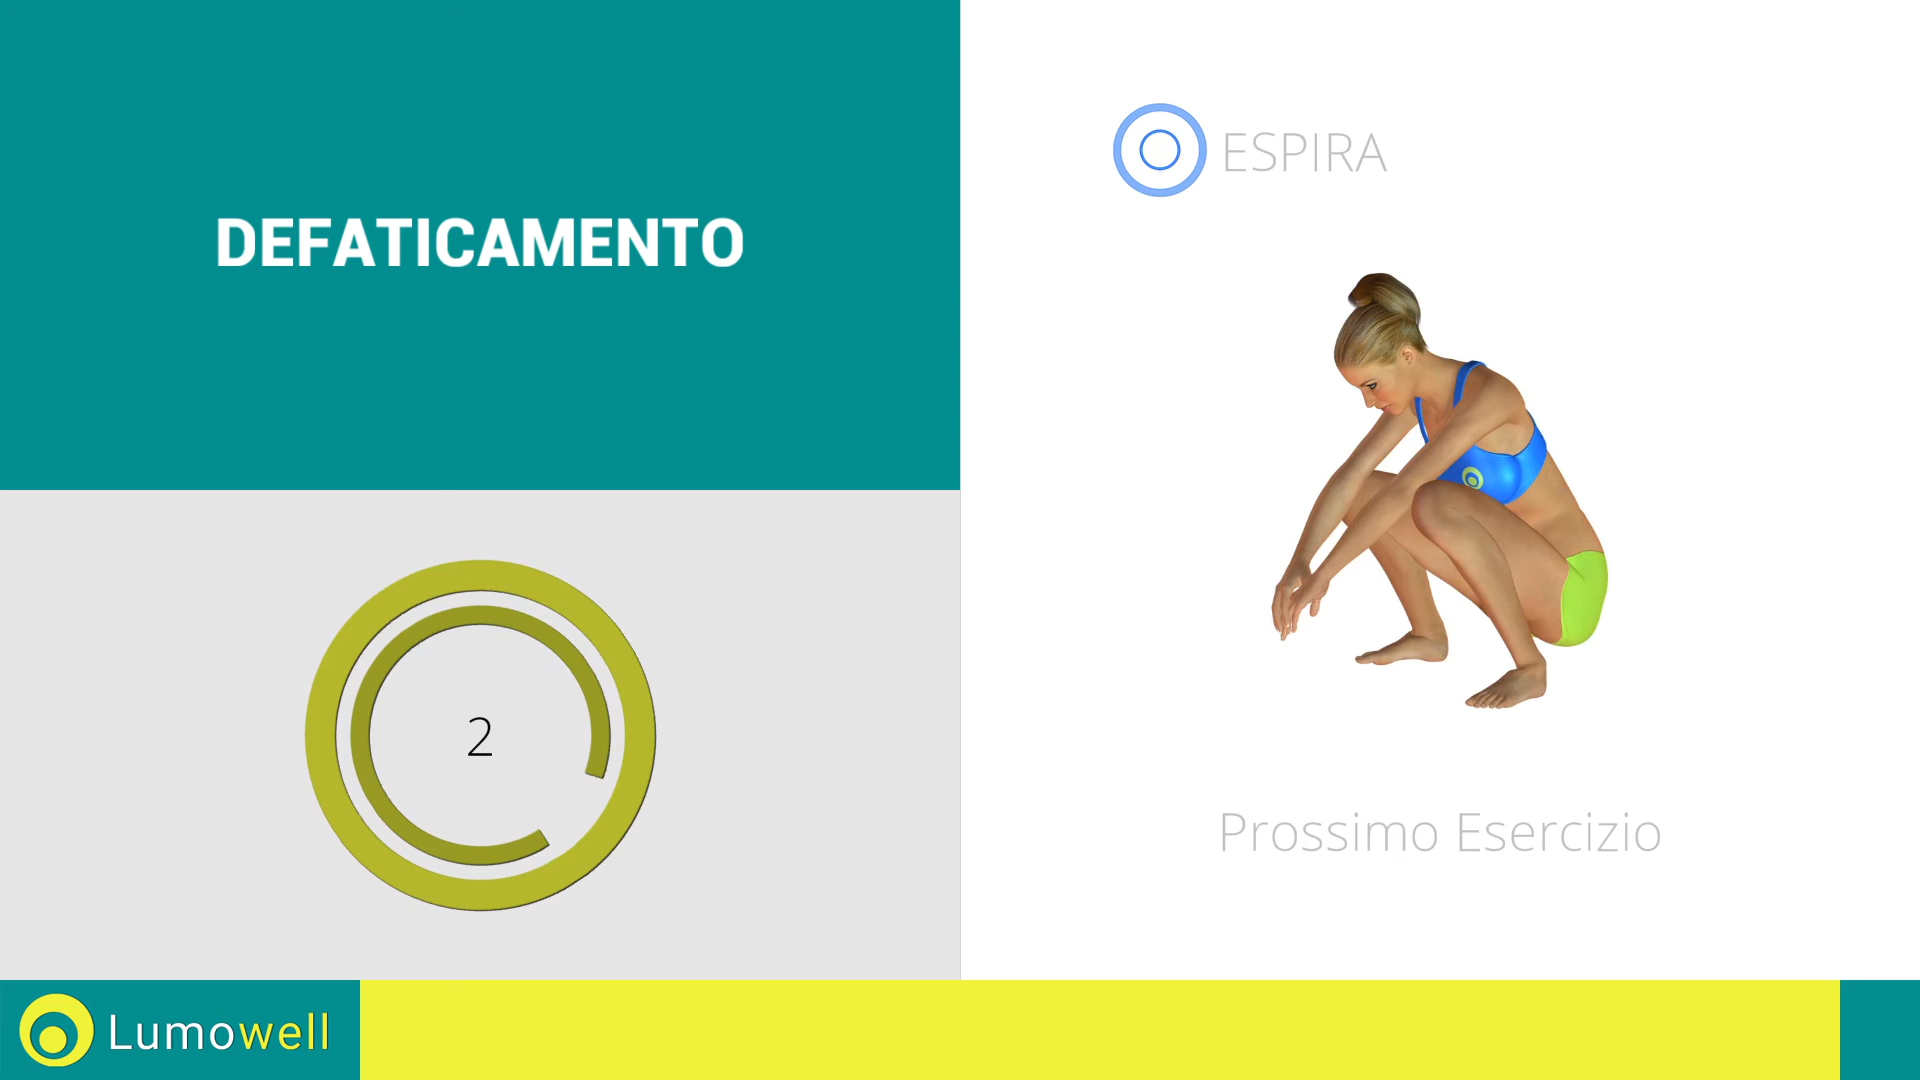 DEFATICAMENTO
ESPIRA
2
Prossimo Esercizio
Lumowell